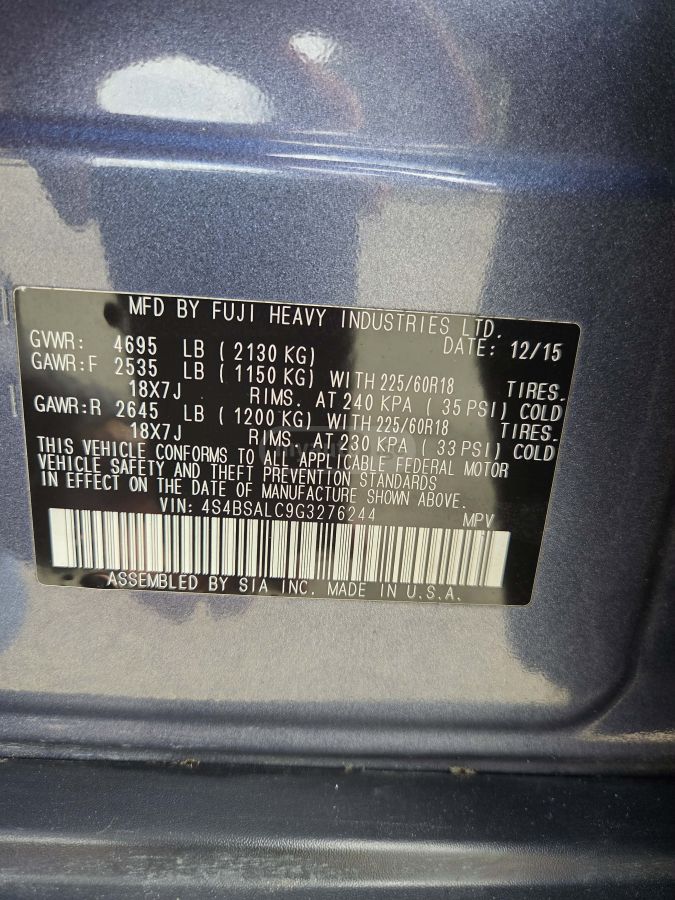 MFD BY FUJI HEAVY INDUSTRIES LTD.
GVWR: 4695 LB ( 2130 KG) DATE: 12/15
GAWR:F 2535 LB ( 1150 KG) WITH 225/60R18 TIRES.
18X7J RIMS. AT 240 KPA ( 35 PSI) COLD
GAWR:R 2645 LB ( 1200 KG) WITH 225/60R18 TIRES.
18X7J RIMS. AT 230 KPA ( 33 PSI) COLD
THIS VEHICLE CONFORMS TO ALL APPLICABLE FEDERAL MOTOR
VEHICLE SAFETY AND THEFT PREVENTION STANDARDS
IN EFFECT ON THE DATE OF MANUFACTURE SHOWN ABOVE.
VIN: 4S4BSALC9G3276244 MPV
ASSEMBLED BY SIA INC. MADE IN U.S.A.